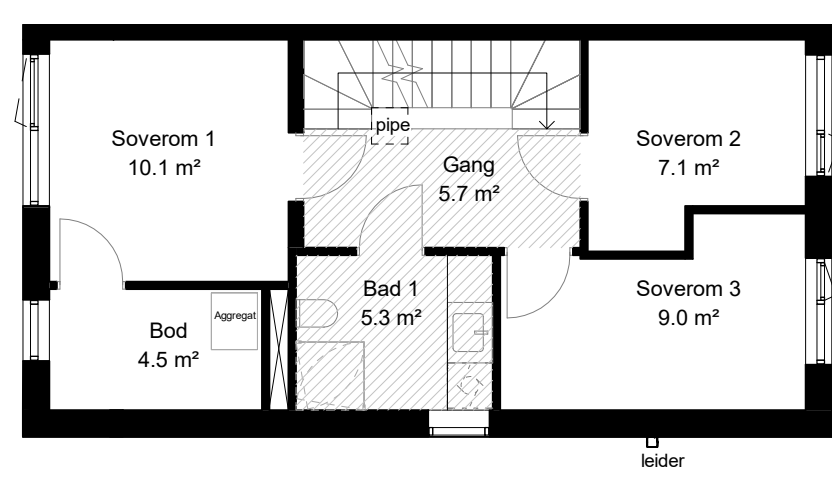 pipe
Soverom 1
10.1 m²
Gang
5.7 m²
Soverom 2
7.1 m²
Bod
4.5 m²
Aggregat
Bad 1
5.3 m²
Soverom 3
9.0 m²
leider